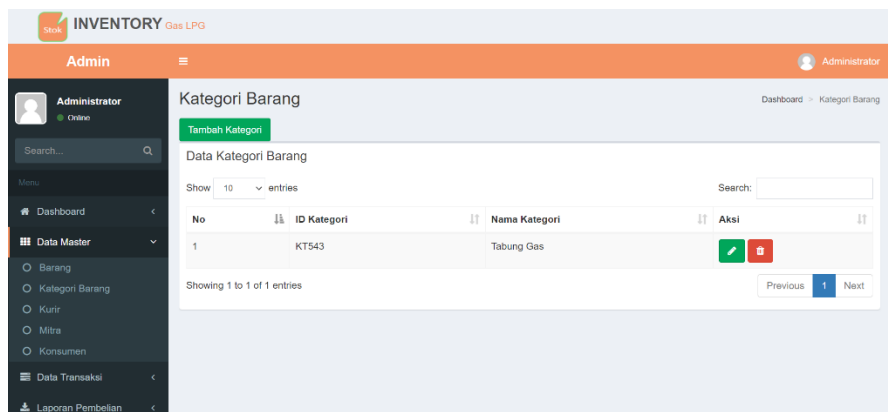 Stok INVENTORY Gas LPG
Admin
Administrator
Administrator
Online
Search...
Menu
Dashboard
Data Master
Barang
Kategori Barang
Kurir
Mitra
Konsumen
Data Transaksi
Laporan Pembelian
Kategori Barang
Dashboard > Kategori Barang
Tambah Kategori
Data Kategori Barang
Show 10 entries
Search:
No ID Kategori Nama Kategori Aksi
1 KT543 Tabung Gas
Showing 1 to 1 of 1 entries
Previous 1 Next